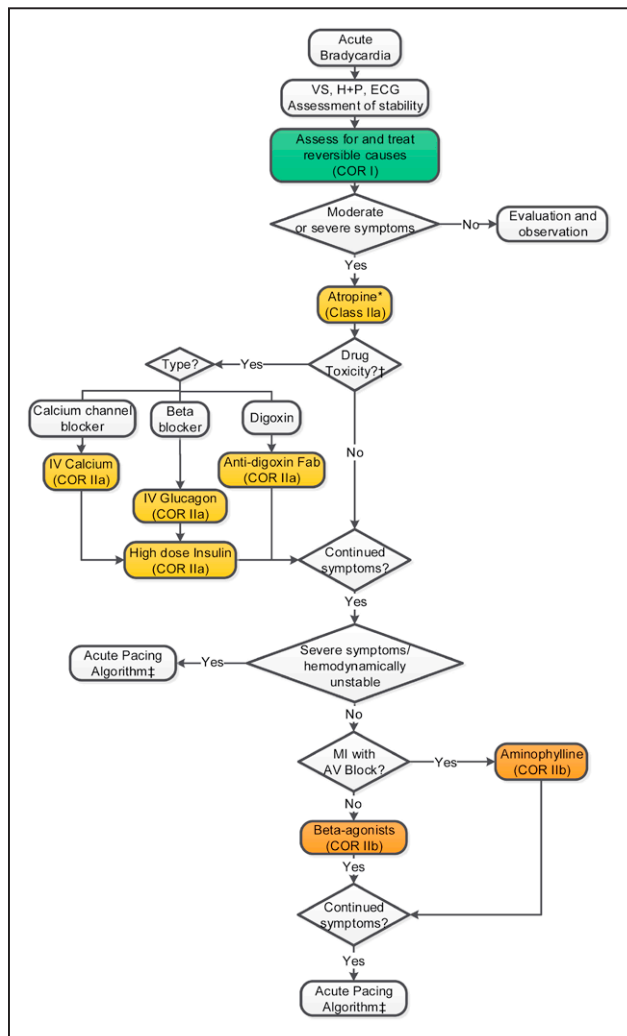 Acute
Bradycardia
VS, H+P, ECG
Assessment of stability
Assess for and treat
reversible causes
(COR I)
Moderate
or severe symptoms
No
Evaluation and
observation
Yes
Atropine*
(Class IIa)
Drug
Toxicity?‡
Yes
Type?
Calcium channel
blocker
Beta
blocker
Digoxin
IV Calcium
(COR IIa)
IV Glucagon
(COR IIa)
Anti-digoxin Fab
(COR IIa)
High dose Insulin
(COR IIa)
No
Continued
symptoms?
Yes
Severe symptoms/
hemodynamically
unstable
Yes
Acute Pacing
Algorithm‡
No
MI with
AV Block?
Yes
Aminophylline
(COR IIb)
No
Beta-agonists
(COR IIb)
Yes
Continued
symptoms?
Yes
Acute Pacing
Algorithm‡